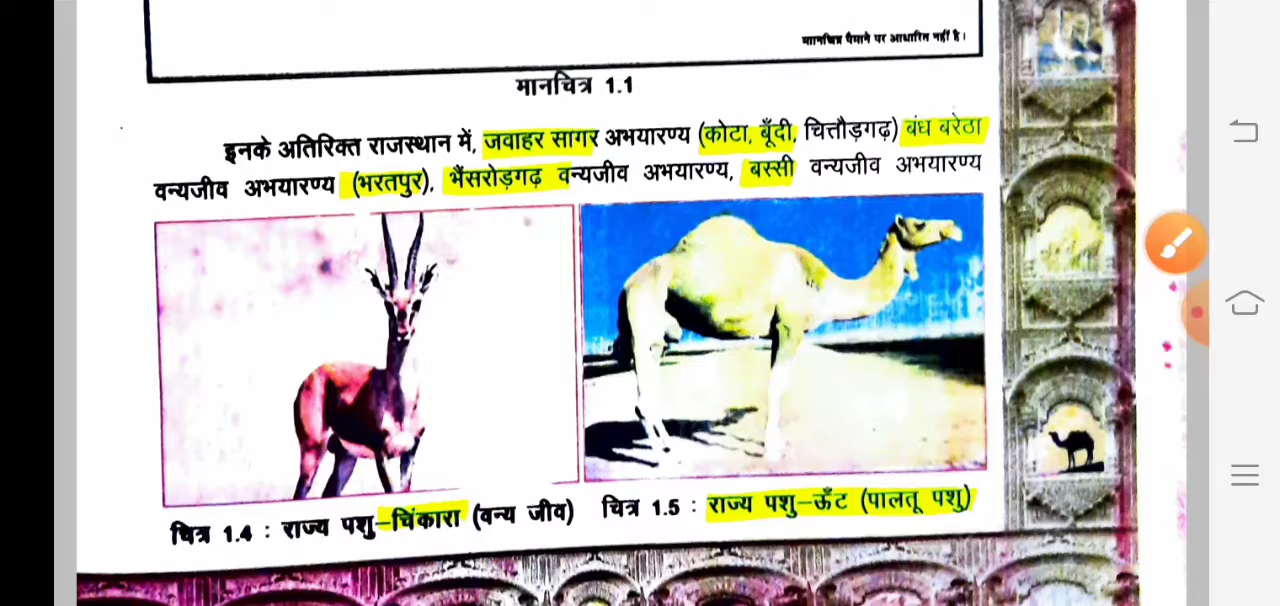 मानचित्र पैमाने पर आधारित नहीं है।
मानचित्र 1.1
इनके अतिरिक्त राजस्थान में, जवाहर सागर अभयारण्य (कोटा, बूँदी, चित्तौड़गढ़) बंध बरेठा
वन्यजीव अभयारण्य (भरतपुर), भैंसरोड़गढ़ वन्यजीव अभयारण्य, बस्सी वन्यजीव अभयारण्य
चित्र 1.4 : राज्य पशु–चिंकारा (वन्य जीव)
चित्र 1.5 : राज्य पशु–ऊँट (पालतू पशु)